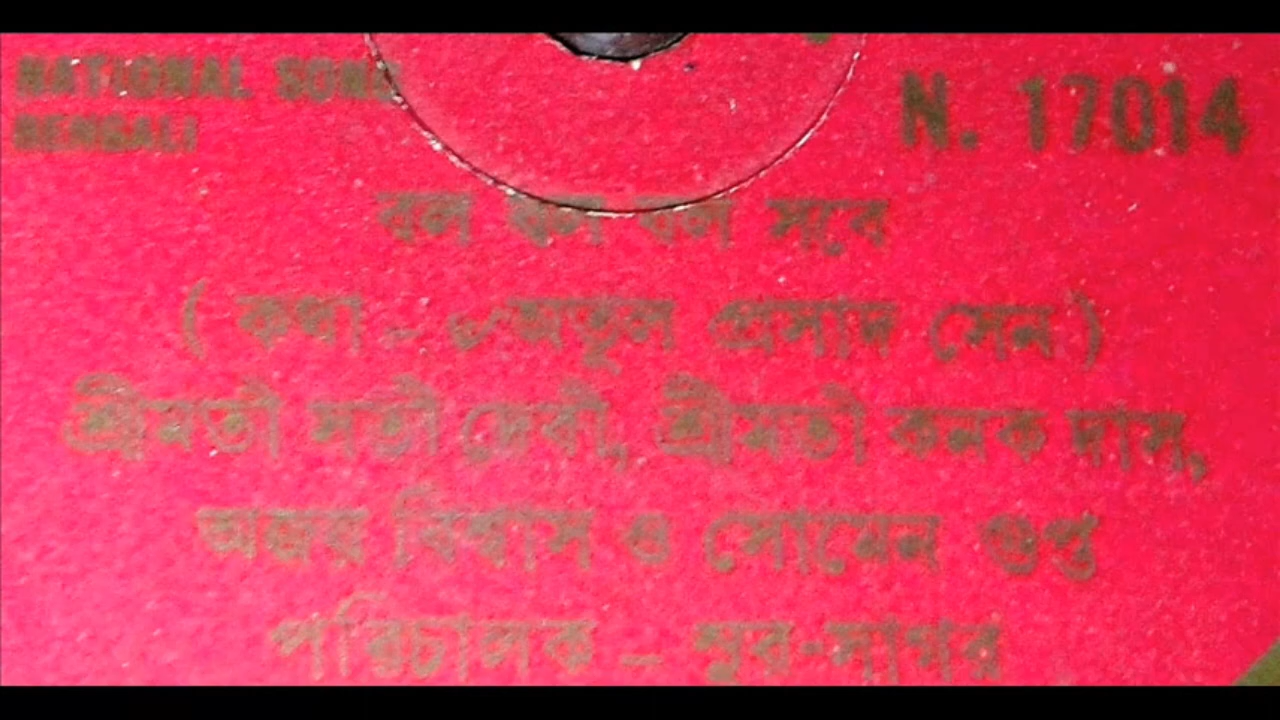 NATIONAL SONG
BENGALI
N. 17014
বল বল বল সবে
( কথা – ৺অতুল প্রসাদ সেন )
শ্রীমতী সতী দেবী, শ্রীমতী কনক দাস,
অজয় বিশ্বাস ও সোমেন গুপ্ত
পরিচালক – সুর-সাগর